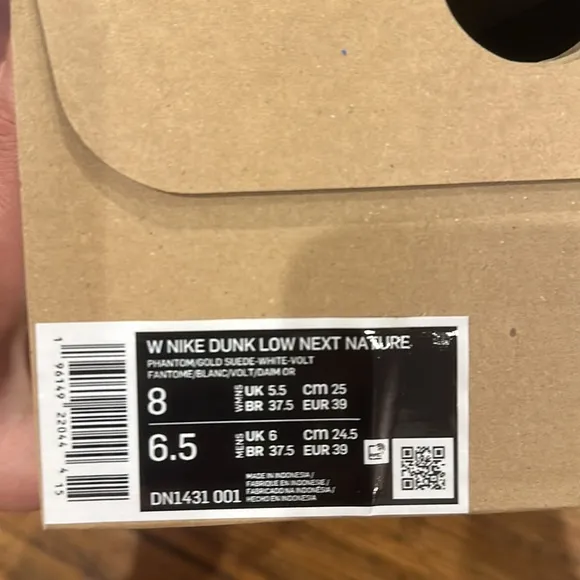 W NIKE DUNK LOW NEXT NATURE
PHANTOM/GOLD SUEDE-WHITE-VOLT
FANTOME/BLANC/VOLT/DAIM OR
8 WMNS UK 5.5 cm 25
BR 37.5 EUR 39
6.5 MENS UK 6 cm 24.5
BR 37.5 EUR 39
DN1431 001
MADE IN INDONESIA/
FABRIQUE EN INDONESIE/
FABRICADO NA INDONÉSIA/
HECHO EN INDONESIA
1 96149 22044 4 15